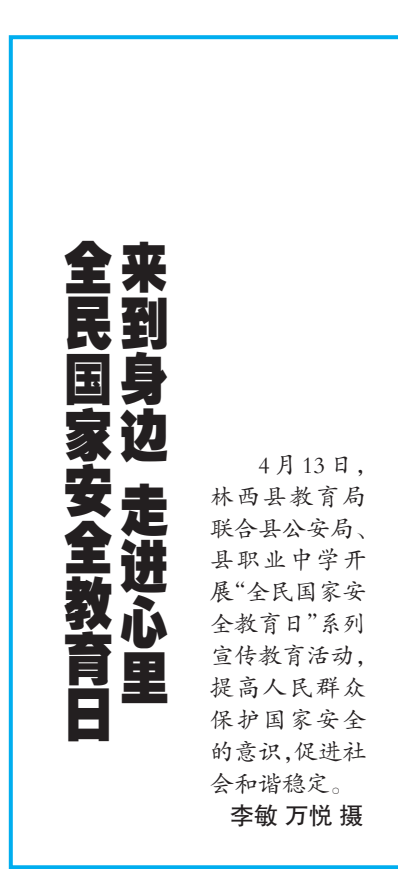 来到身边 走进心里
全民国家安全教育日
4月13日，
林西县教育局
联合县公安局、
县职业中学开
展“全民国家安
全教育日”系列
宣传教育活动，
提高人民群众
保护国家安全
的意识，促进社
会和谐稳定。
李敏 万悦 摄